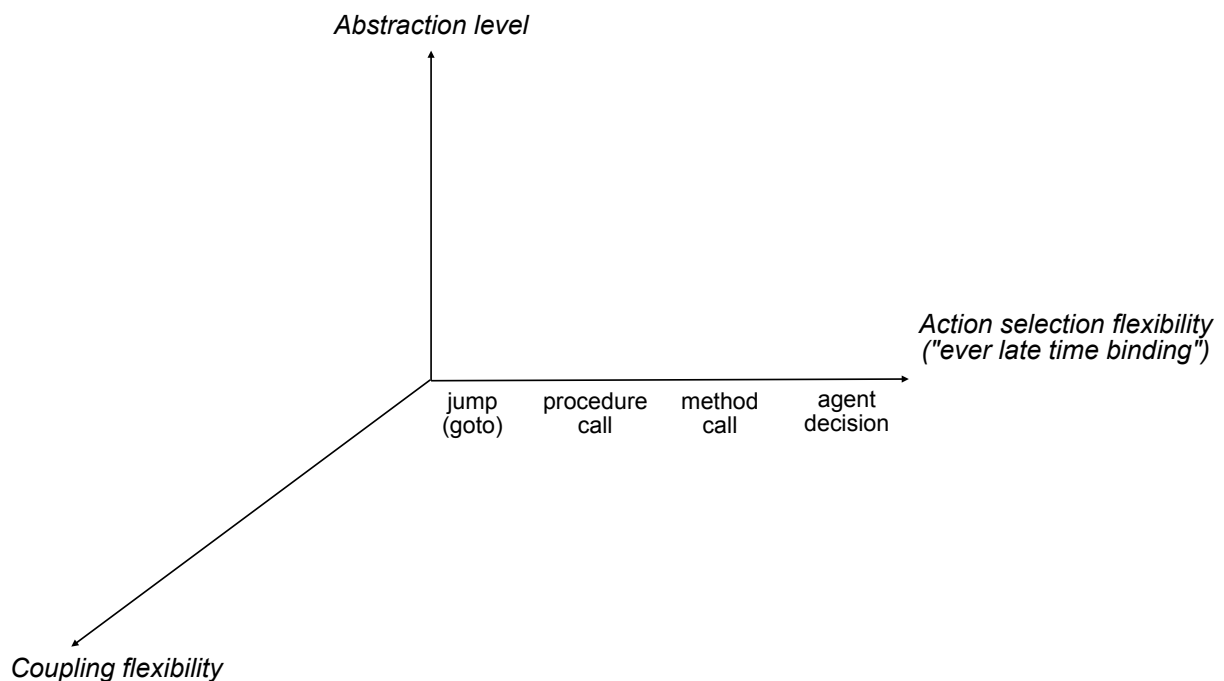 Abstraction level
Action selection flexibility
("ever late time binding")
jump
(goto)
procedure
call
method
call
agent
decision
Coupling flexibility